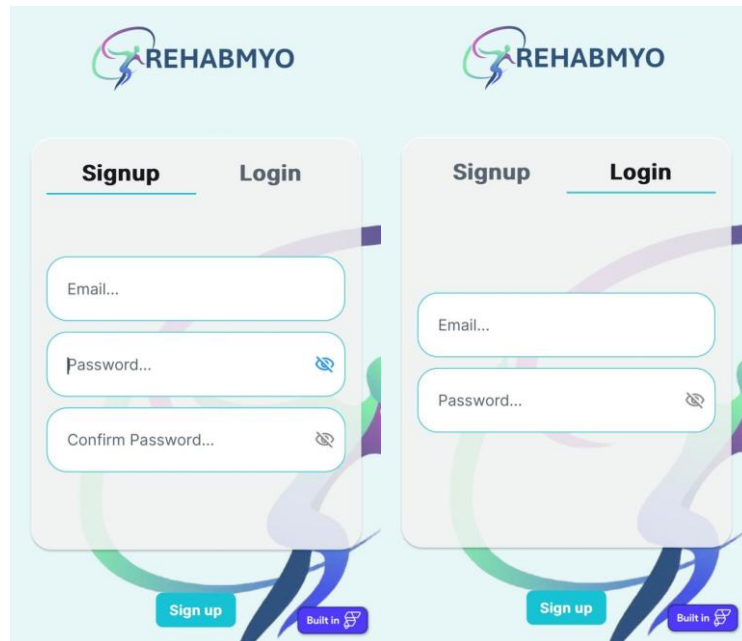 REHABMYO
Signup Login
Email...
Password...
Confirm Password...
Sign up
Built in
REHABMYO
Signup Login
Email...
Password...
Sign up
Built in